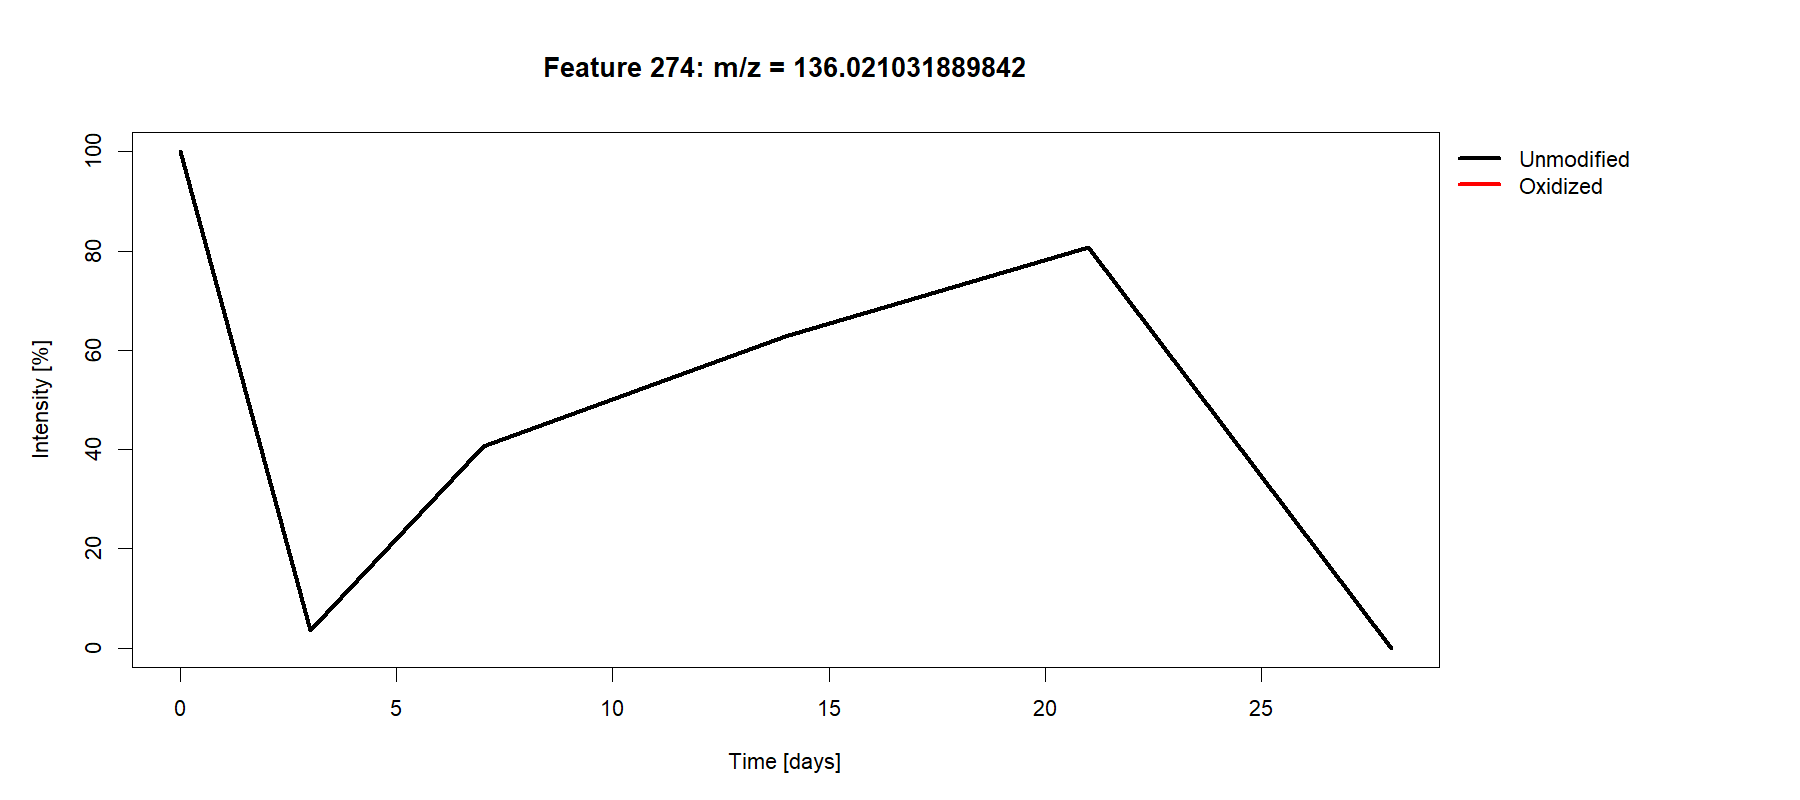 Feature 274: m/z = 136.021031889842
100
80
60
40
20
0
Intensity [%]
0 5 10 15 20 25
Time [days]
Unmodified
Oxidized